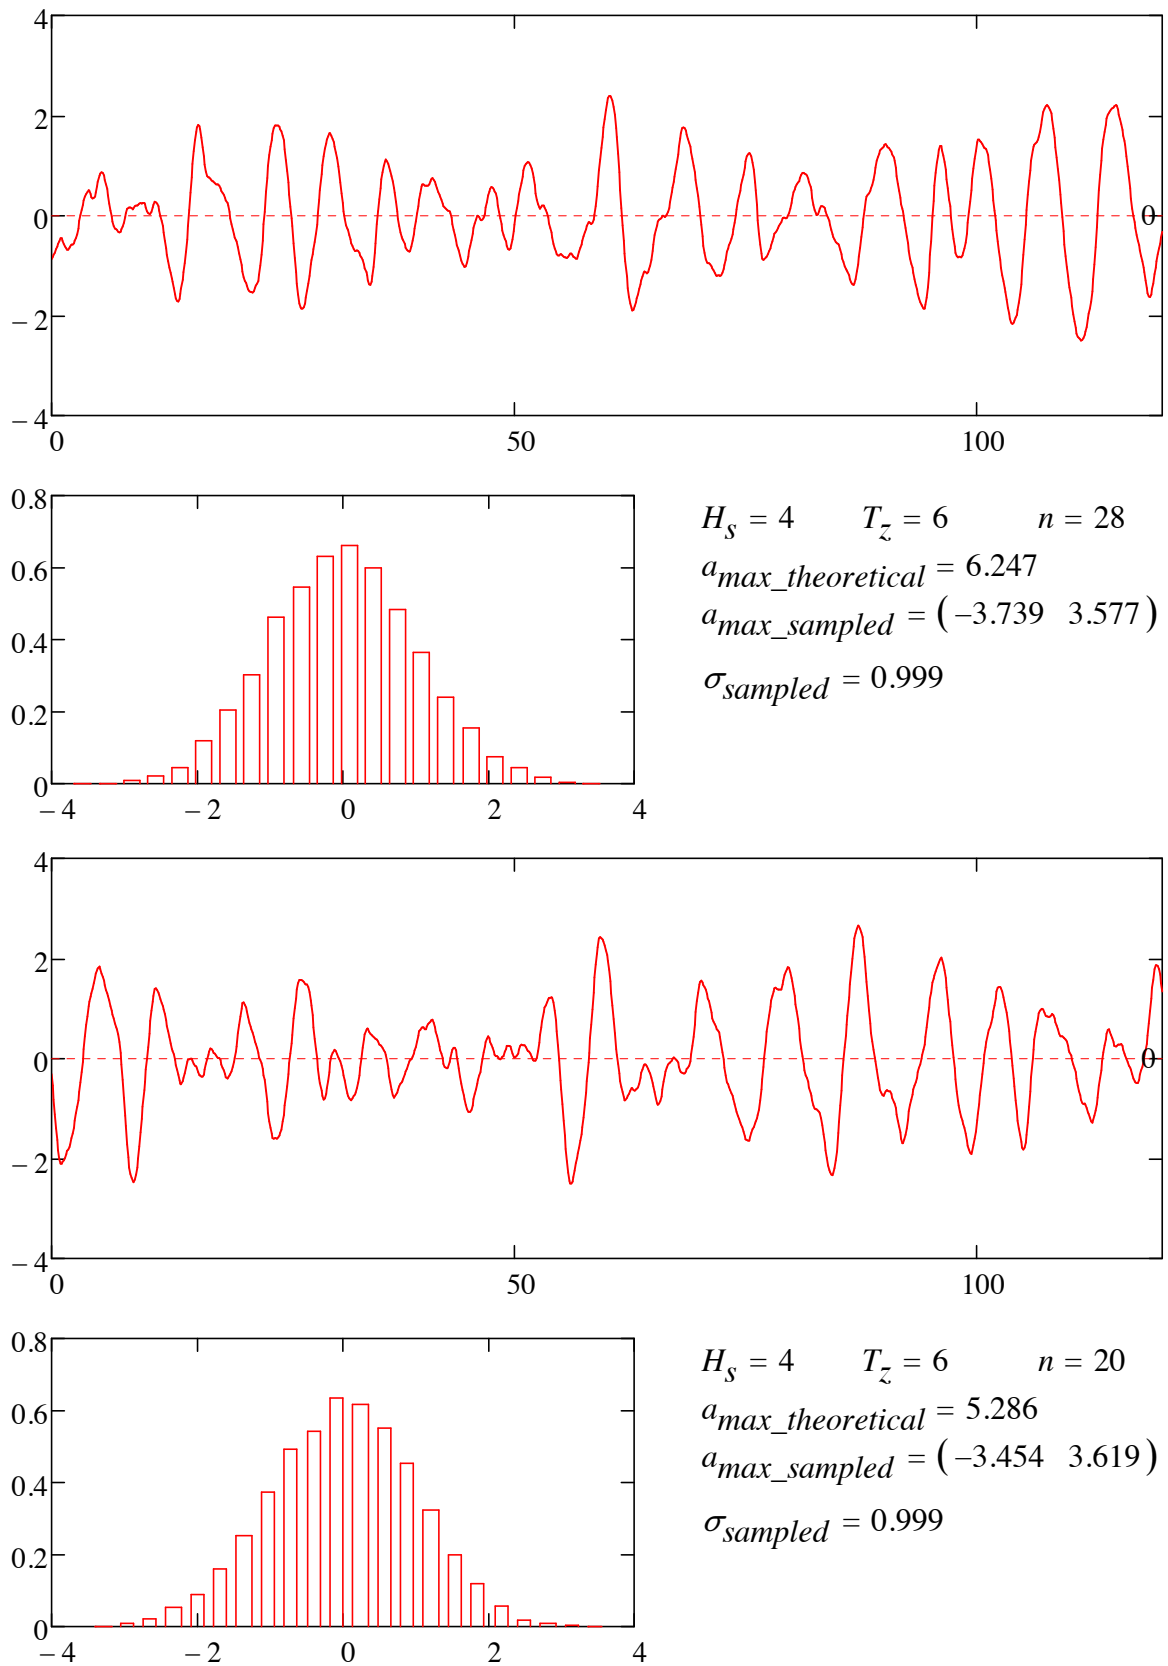 4
2
0
0
−2
−4
0 50 100
0.8
0.6
0.4
0.2
0
−4 −2 0 2 4
H_s = 4 T_z = 6 n = 28
a_max_theoretical = 6.247
a_max_sampled = (−3.739 3.577)
σ_sampled = 0.999
4
2
0
0
−2
−4
0 50 100
0.8
0.6
0.4
0.2
0
−4 −2 0 2 4
H_s = 4 T_z = 6 n = 20
a_max_theoretical = 5.286
a_max_sampled = (−3.454 3.619)
σ_sampled = 0.999